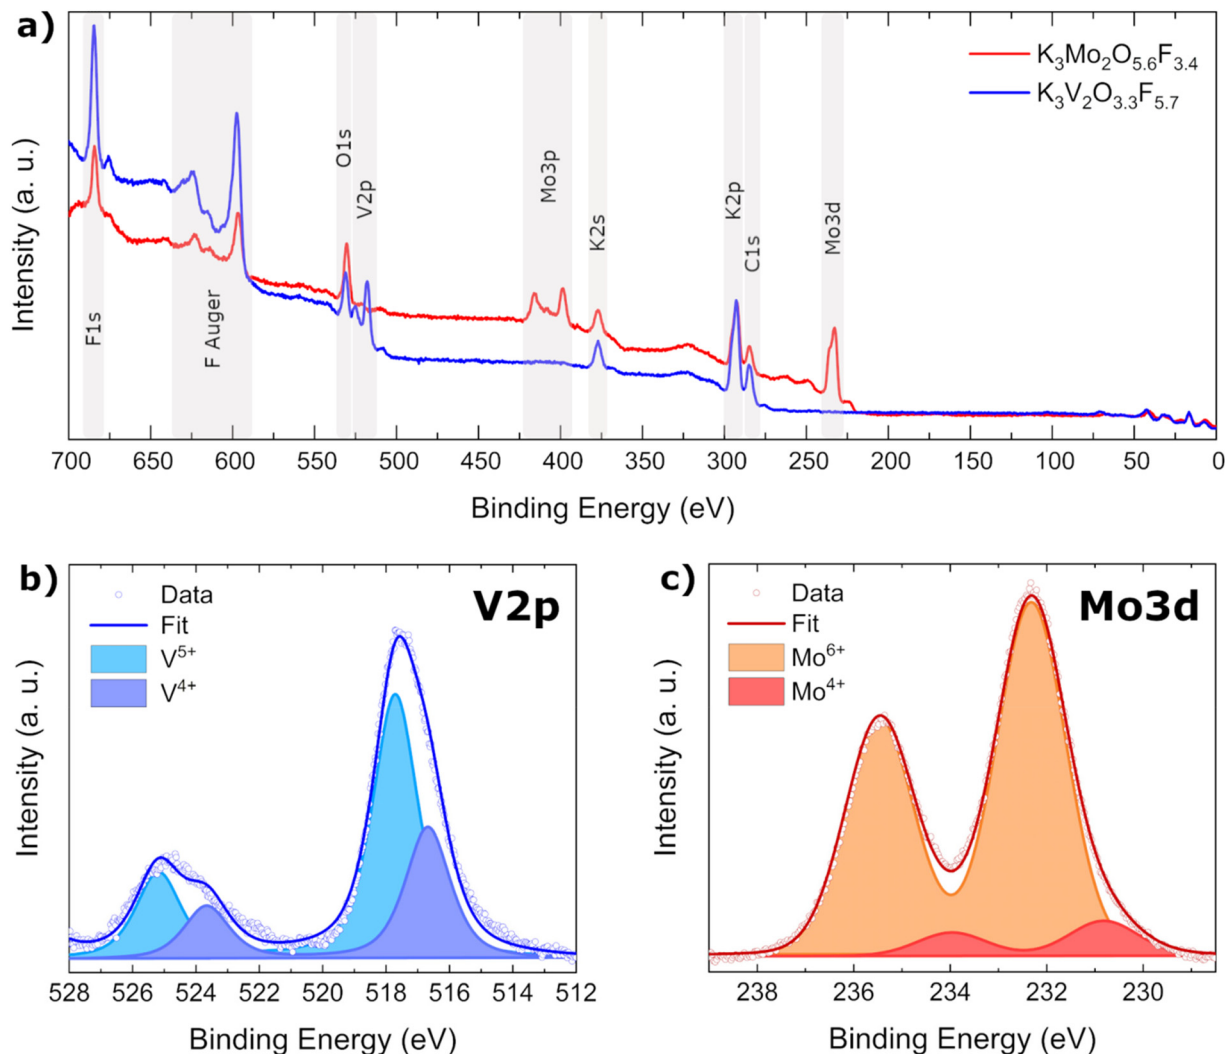 a)
K₃Mo₂O₅.₆F₃.₄
K₃V₂O₃.₃F₅.₇
Intensity (a. u.)
F1s
F Auger
O1s
V2p
Mo3p
K2s
K2p
C1s
Mo3d
700 650 600 550 500 450 400 350 300 250 200 150 100 50 0
Binding Energy (eV)
b)
Data
Fit
V⁵⁺
V⁴⁺
V2p
Intensity (a. u.)
528 526 524 522 520 518 516 514 512
Binding Energy (eV)
c)
Data
Fit
Mo⁶⁺
Mo⁴⁺
Mo3d
Intensity (a. u.)
238 236 234 232 230
Binding Energy (eV)